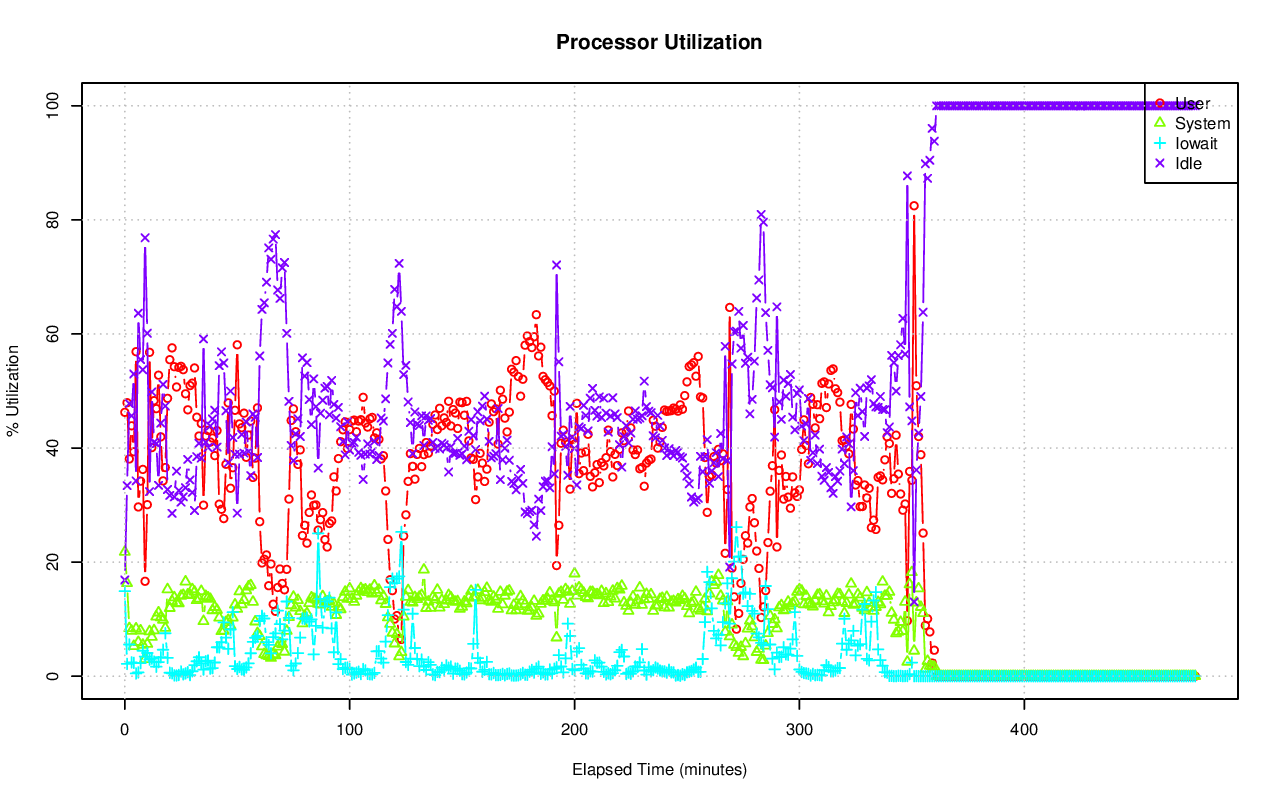 Processor Utilization
% Utilization
100
80
60
40
20
0
User
System
Iowait
Idle
0 100 200 300 400
Elapsed Time (minutes)